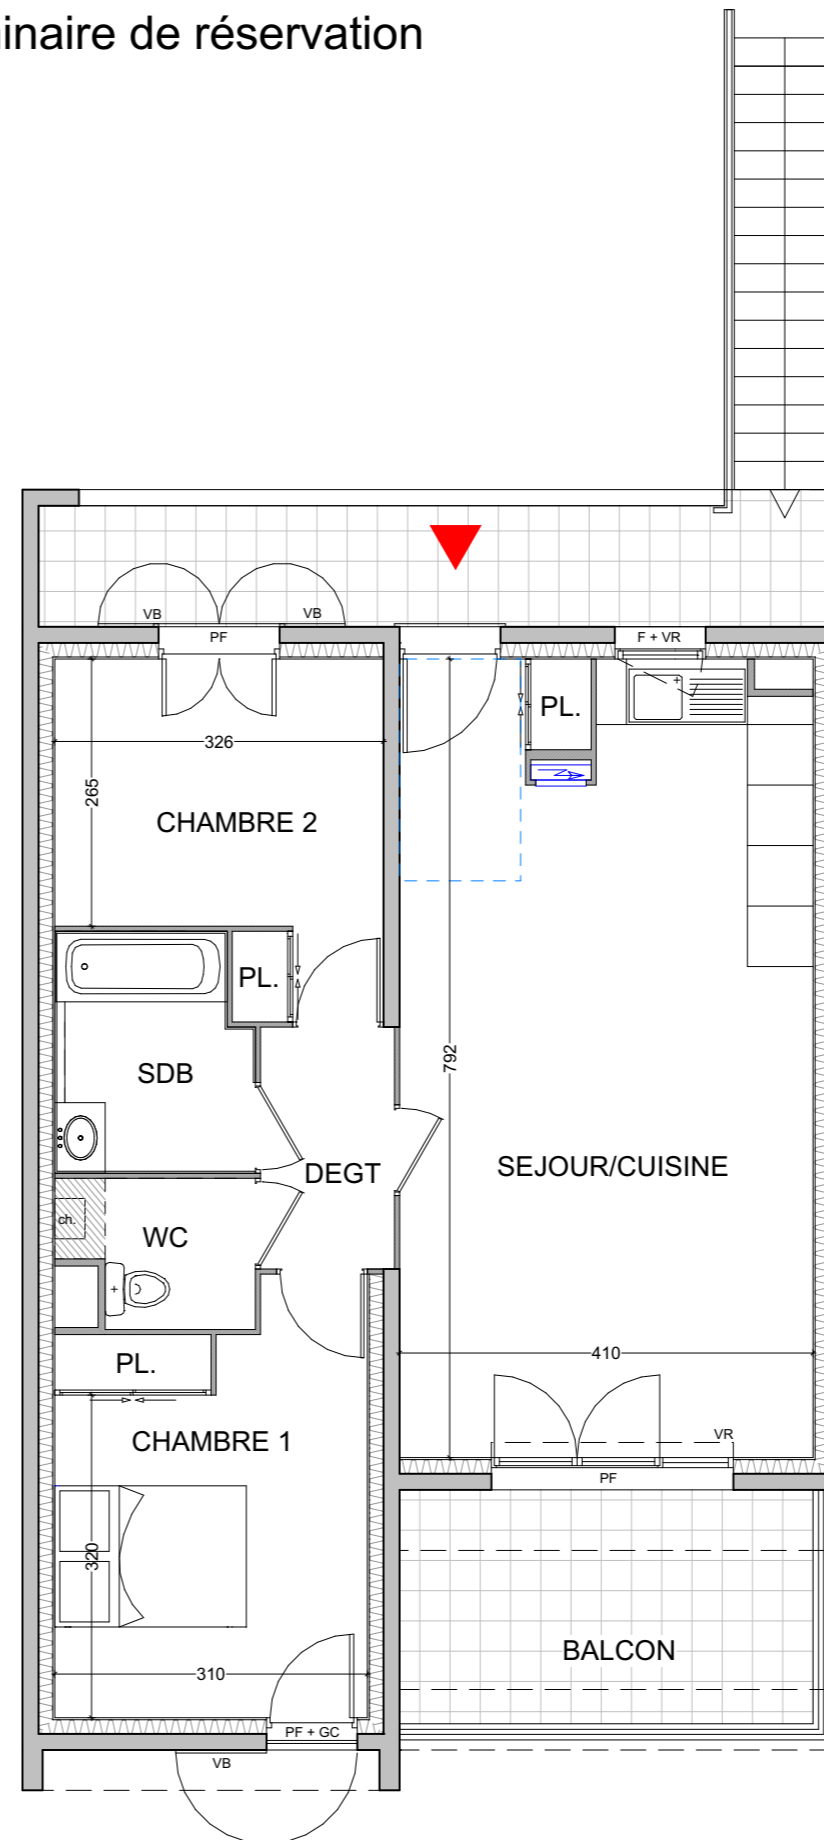 inaire de réservation
VB
VB
PF
F + VR
PL.
326
265
CHAMBRE 2
PL.
SDB
792
DEGT
SEJOUR/CUISINE
ch.
WC
PL.
410
CHAMBRE 1
VR
PF
320
BALCON
310
PF + GC
VB